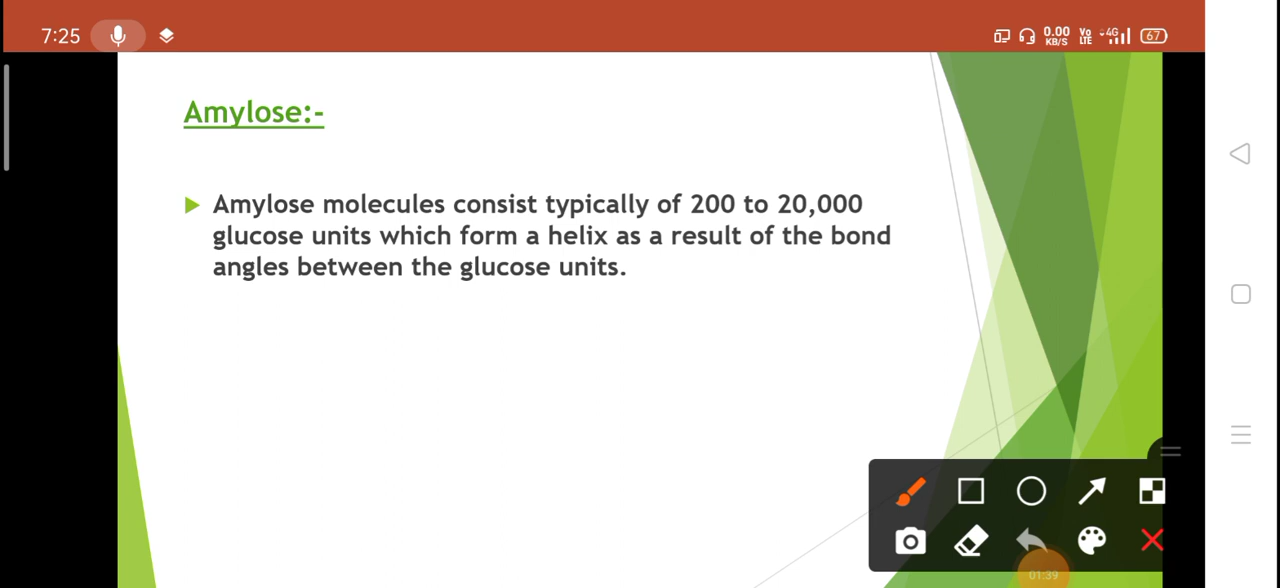 7:25
0.00
KB/S
Vo
LTE
4G
67
Amylose:-
Amylose molecules consist typically of 200 to 20,000
glucose units which form a helix as a result of the bond
angles between the glucose units.
01:39